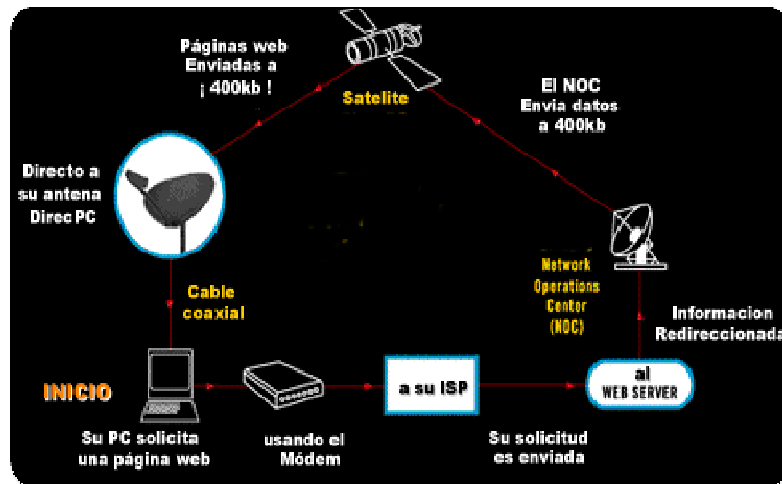 Páginas web
Enviadas a
¡ 400kb !
Satelite
El NOC
Envia datos
a 400kb
Directo a
su antena
Direc PC
Network
Operations
Center
(NOC)
Cable
coaxial
Informacion
Redireccionada
INICIO
a su ISP
al
WEB SERVER
Su PC solicita
una página web
usando el
Módem
Su solicitud
es enviada